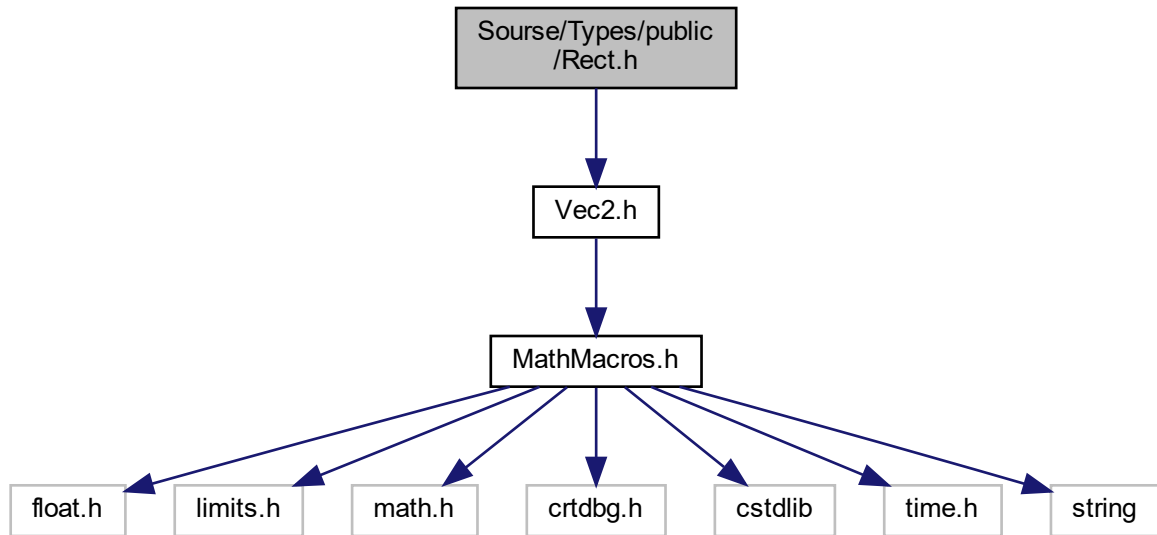 Sourse/Types/public
/Rect.h
Vec2.h
MathMacros.h
float.h
limits.h
math.h
crtdbg.h
cstdlib
time.h
string